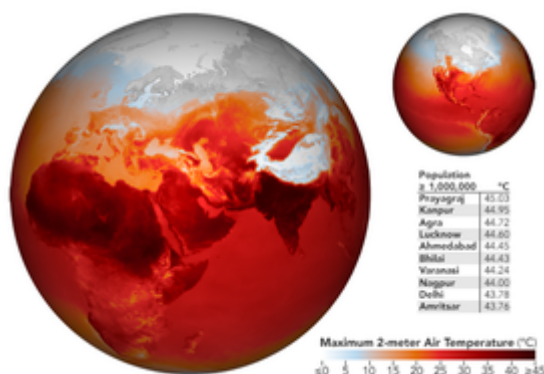 Population
≥ 1,000,000 °C
Prayagraj 45.03
Kanpur 44.95
Agra 44.72
Lucknow 44.60
Ahmedabad 44.45
Bhilai 44.43
Varanasi 44.24
Nagpur 44.00
Delhi 43.78
Amritsar 43.76
Maximum 2-meter Air Temperature (°C)
≤0 5 10 15 20 25 30 35 40 ≥45